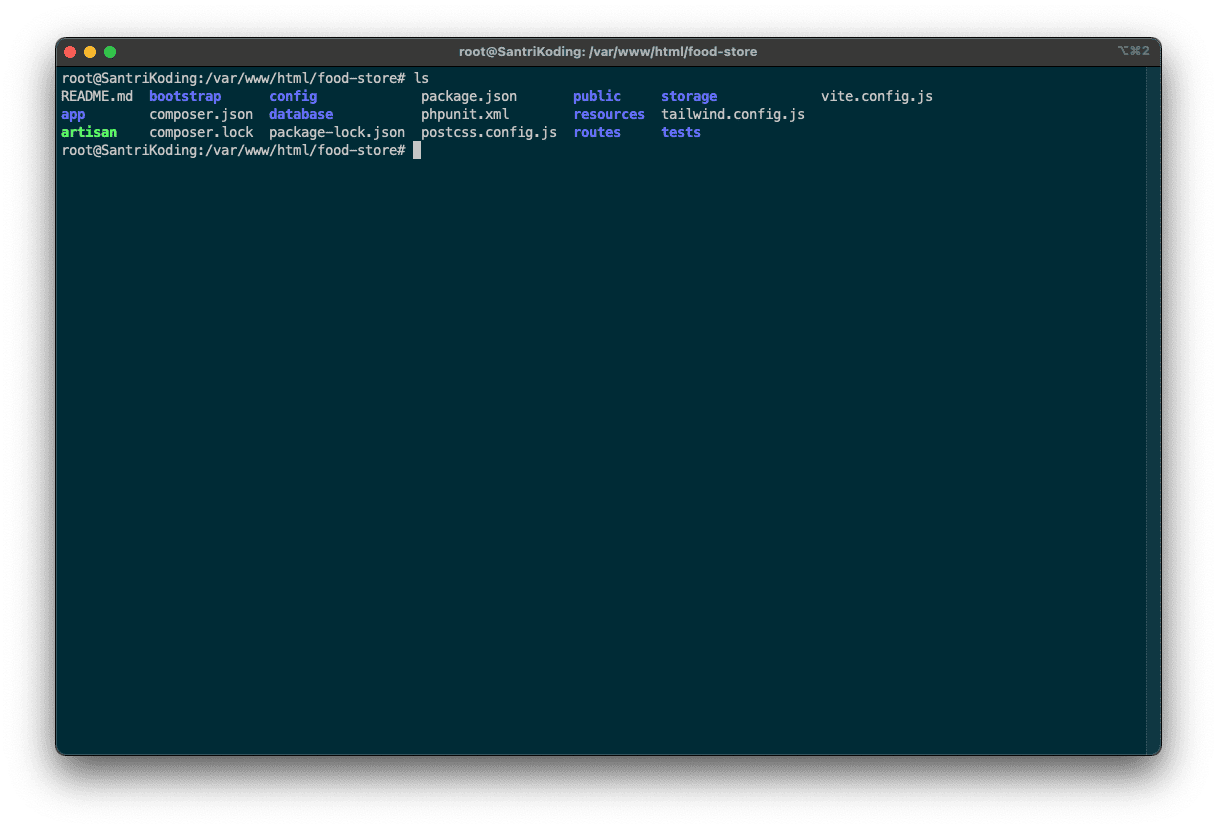 root@SantriKoding: /var/www/html/food-store
⌥⌘2
root@SantriKoding:/var/www/html/food-store# ls
README.md  bootstrap      config             package.json       public     storage             vite.config.js
app        composer.json  database           phpunit.xml        resources  tailwind.config.js
artisan    composer.lock  package-lock.json  postcss.config.js  routes     tests
root@SantriKoding:/var/www/html/food-store#